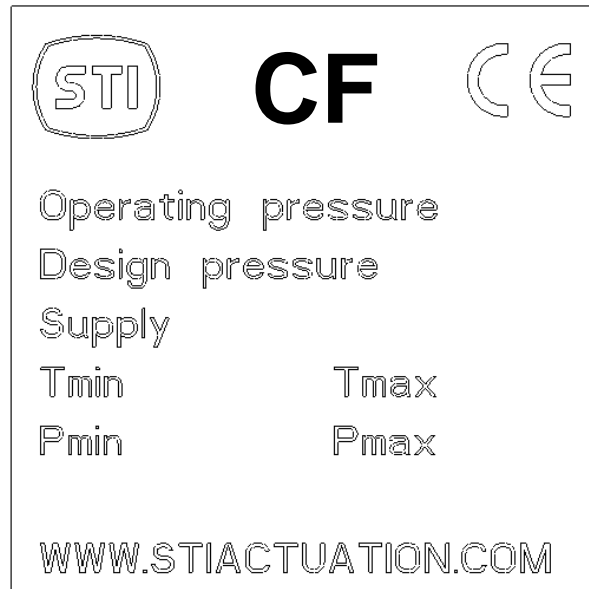 STI CF CE
Operating pressure
Design pressure
Supply
Tmin Tmax
Pmin Pmax
WWW.STIACTUATION.COM